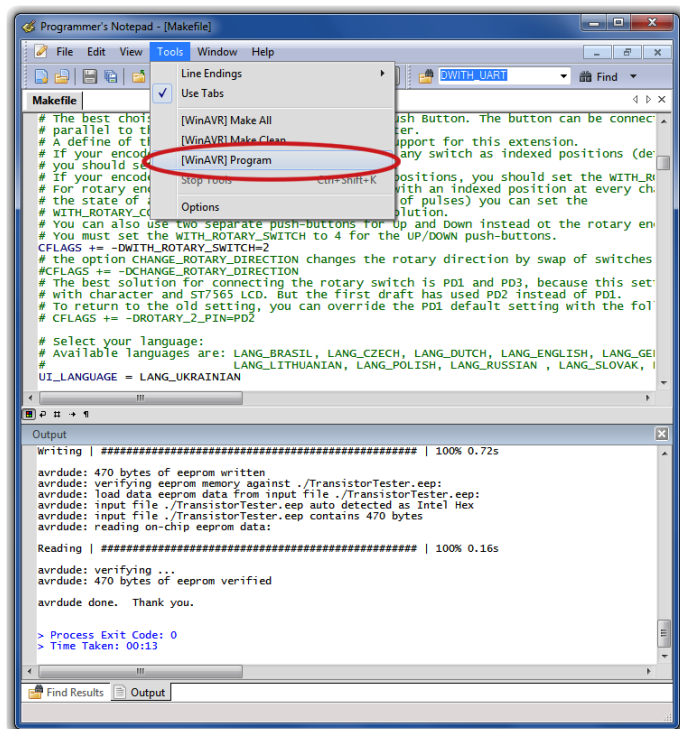 Programmer's Notepad - [Makefile]
File Edit View Tools Window Help
DWITH_UART Find
Line Endings
Use Tabs
[WinAVR] Make All
[WinAVR] Make Clean
[WinAVR] Program
Stop Tools Ctrl+Shift+K
Options
Makefile
# The best chois ush Button. The button can be connec
# parallel to th ter.
# A define of th upport for this extension.
# If your encode any switch as indexed positions (de
# you should se
# If your encode positions, you should set the WITH_R
# For rotary en with an indexed position at every ch
# the state of a of pulses) you can set the
# WITH_ROTARY_CO olution.
# You can also use two separate push-buttons for Up and Down instead ot the rotary en
# You must set the WITH_ROTARY_SWITCH to 4 for the UP/DOWN push-buttons.
CFLAGS += -DWITH_ROTARY_SWITCH=2
# the option CHANGE_ROTARY_DIRECTION changes the rotary direction by swap of switches
#CFLAGS += -DCHANGE_ROTARY_DIRECTION
# The best solution for connecting the rotary switch is PD1 and PD3, because this set
# with character and ST7565 LCD. But the first draft has used PD2 instead of PD1.
# To return to the old setting, you can override the PD1 default setting with the fol
# CFLAGS += -DROTARY_2_PIN=PD2
# Select your language:
# Available languages are: LANG_BRASIL, LANG_CZECH, LANG_DUTCH, LANG_ENGLISH, LANG_GE
# LANG_LITHUANIAN, LANG_POLISH, LANG_RUSSIAN , LANG_SLOVAK,
UI_LANGUAGE = LANG_UKRAINIAN
Output
Writing | ################################################## | 100% 0.72s
avrdude: 470 bytes of eeprom written
avrdude: verifying eeprom memory against ./TransistorTester.eep:
avrdude: load data eeprom data from input file ./TransistorTester.eep:
avrdude: input file ./TransistorTester.eep auto detected as Intel Hex
avrdude: input file ./TransistorTester.eep contains 470 bytes
avrdude: reading on-chip eeprom data:
Reading | ################################################## | 100% 0.16s
avrdude: verifying ...
avrdude: 470 bytes of eeprom verified
avrdude done.  Thank you.
> Process Exit Code: 0
> Time Taken: 00:13
Find Results Output